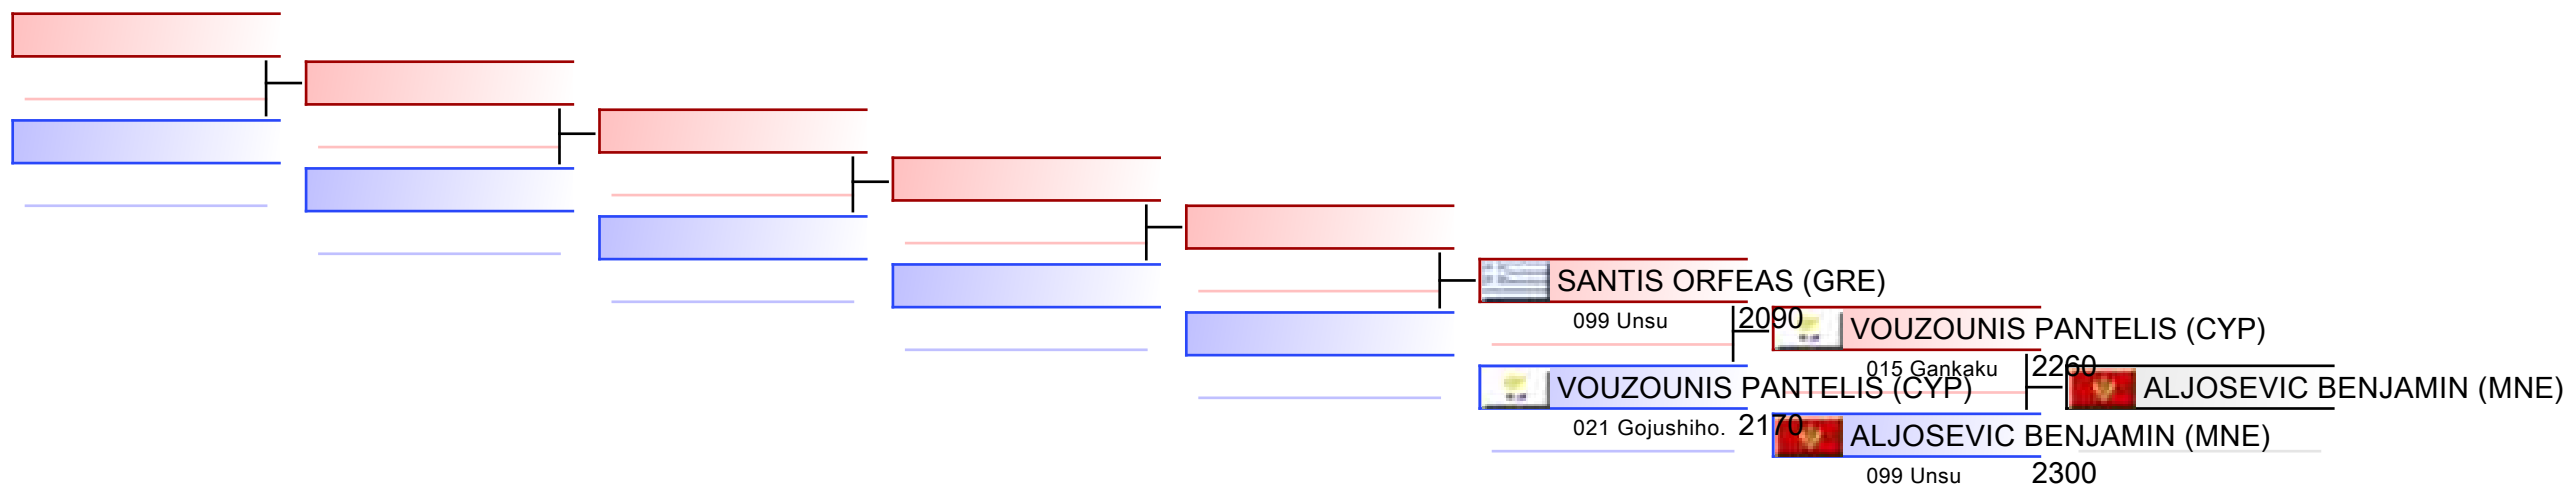 SANTIS ORFEAS (GRE)
099 Unsu 2090
VOUZOUNIS PANTELIS (CYP)
015 Gankaku 2260
VOUZOUNIS PANTELIS (CYP)
ALJOSEVIC BENJAMIN (MNE)
021 Gojushiho. 2170
ALJOSEVIC BENJAMIN (MNE)
099 Unsu 2300